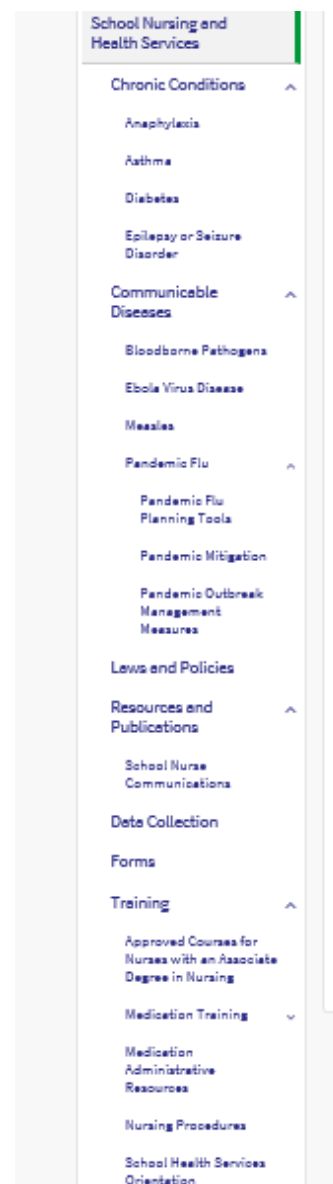 School Nursing and
Health Services
Chronic Conditions
Anaphylaxis
Asthma
Diabetes
Epilepsy or Seizure
Disorder
Communicable
Diseases
Bloodborne Pathogens
Ebola Virus Disease
Measles
Pandemic Flu
Pandemic Flu
Planning Tools
Pandemic Mitigation
Pandemic Outbreak
Management
Measures
Laws and Policies
Resources and
Publications
School Nurse
Communications
Data Collection
Forms
Training
Approved Courses for
Nurses with an Associate
Degree in Nursing
Medication Training
Medication
Administrative
Resources
Nursing Procedures
School Health Services
Orientation